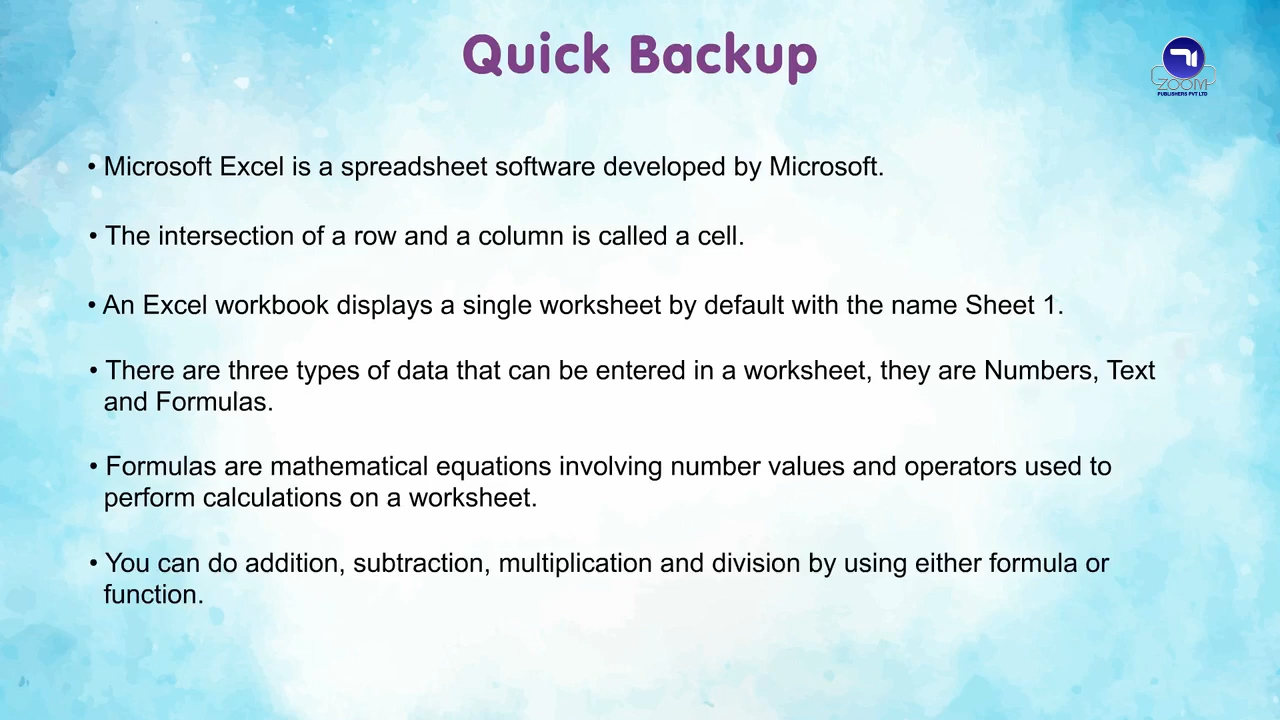 Quick Backup
ZOOM
PUBLISHERS PVT LTD
• Microsoft Excel is a spreadsheet software developed by Microsoft.
• The intersection of a row and a column is called a cell.
• An Excel workbook displays a single worksheet by default with the name Sheet 1.
• There are three types of data that can be entered in a worksheet, they are Numbers, Text
and Formulas.
• Formulas are mathematical equations involving number values and operators used to
perform calculations on a worksheet.
• You can do addition, subtraction, multiplication and division by using either formula or
function.